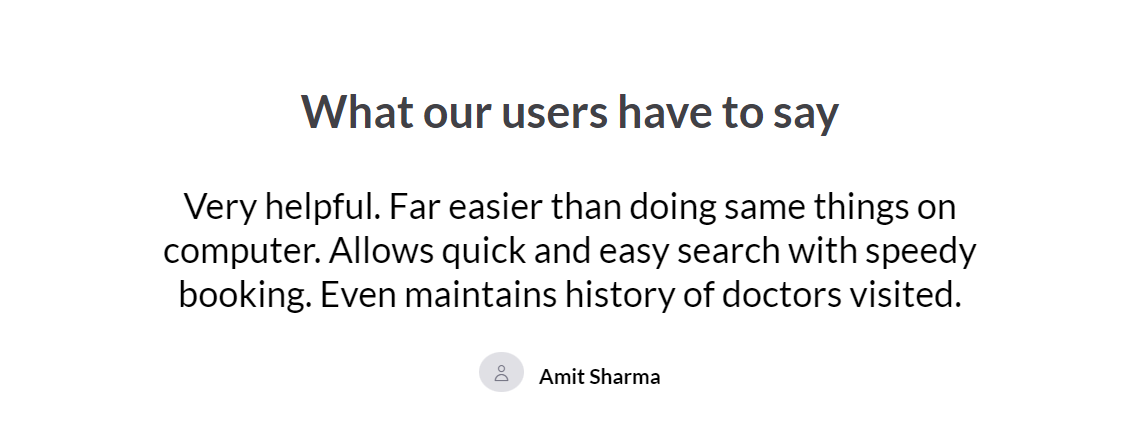 What our users have to say
Very helpful. Far easier than doing same things on
computer. Allows quick and easy search with speedy
booking. Even maintains history of doctors visited.
Amit Sharma